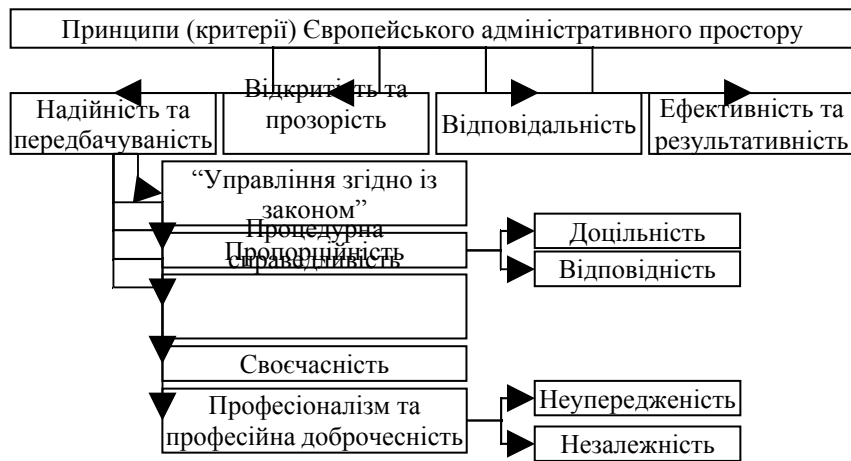 Принципи (критерії) Європейського адміністративного простору
Надійність та
передбачуваність
Відкритість та
прозорість
Відповідальність
Ефективність та
результативність
“Управління згідно із
законом”
Процедурна
справедливість
Пропорційність
Доцільність
Відповідність
Своєчасність
Професіоналізм та
професійна доброчесність
Неупередженість
Незалежність